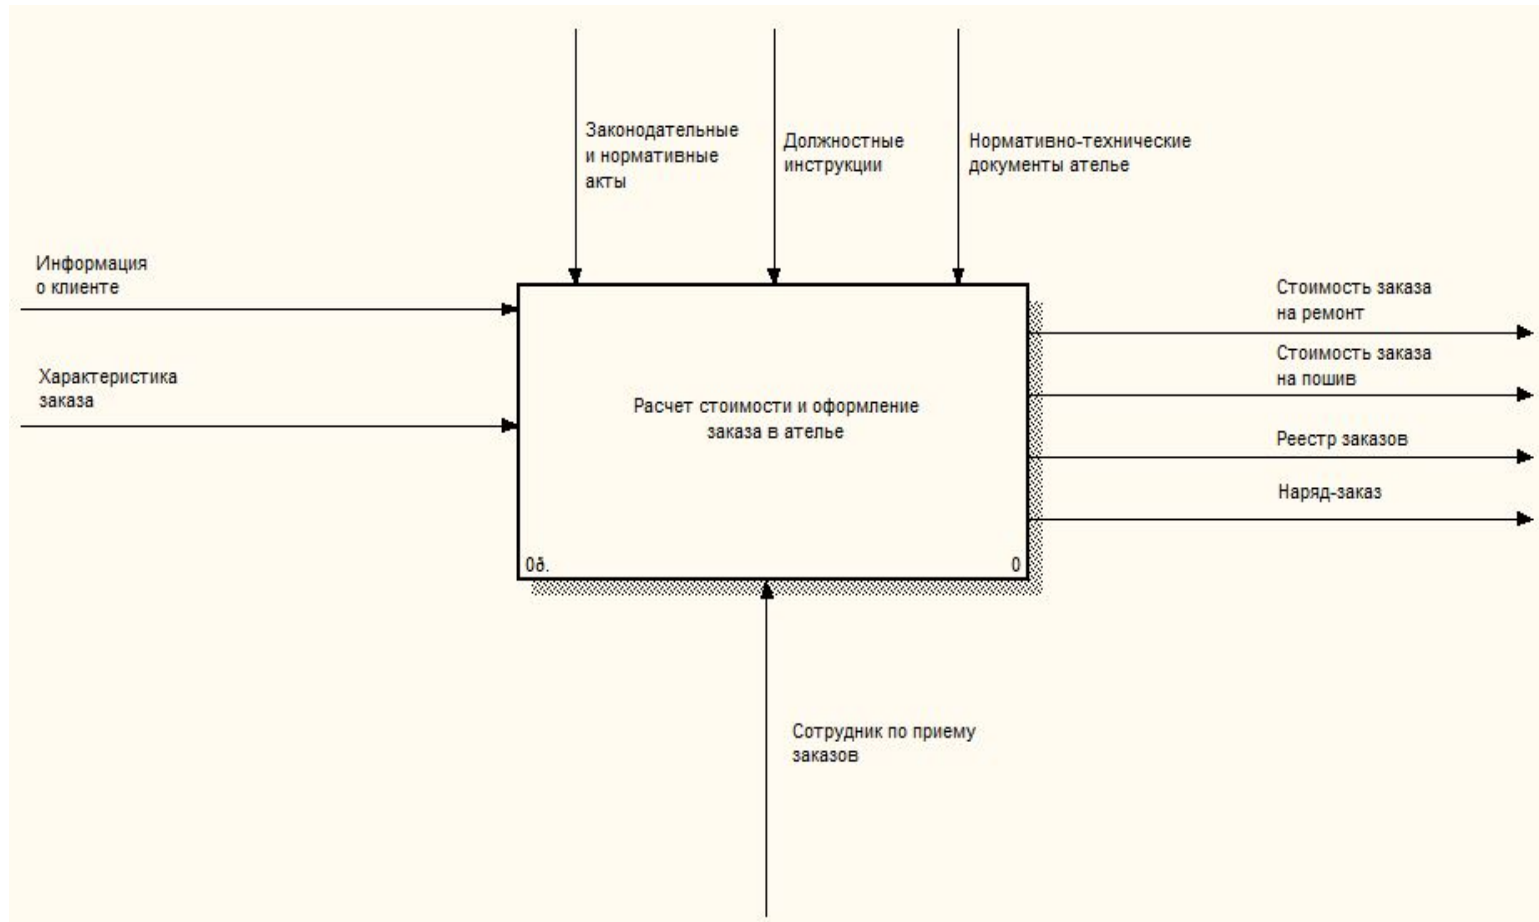 Законодательные
и нормативные
акты
Должностные
инструкции
Нормативно-технические
документы ателье
Информация
о клиенте
Характеристика
заказа
Расчет стоимости и оформление
заказа в ателье
0ð.
0
Стоимость заказа
на ремонт
Стоимость заказа
на пошив
Реестр заказов
Наряд-заказ
Сотрудник по приему
заказов